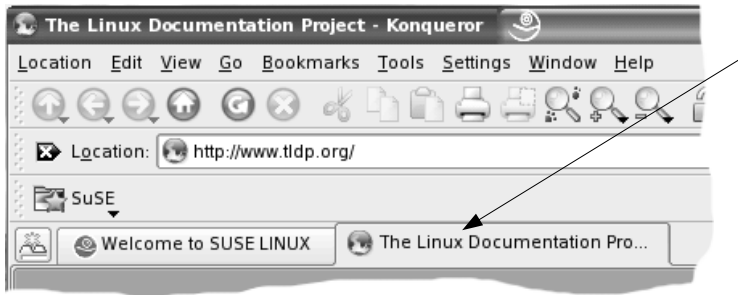 The Linux Documentation Project - Konqueror
Location Edit View Go Bookmarks Tools Settings Window Help
Location: http://www.tldp.org/
SuSE
Welcome to SUSE LINUX The Linux Documentation Pro...